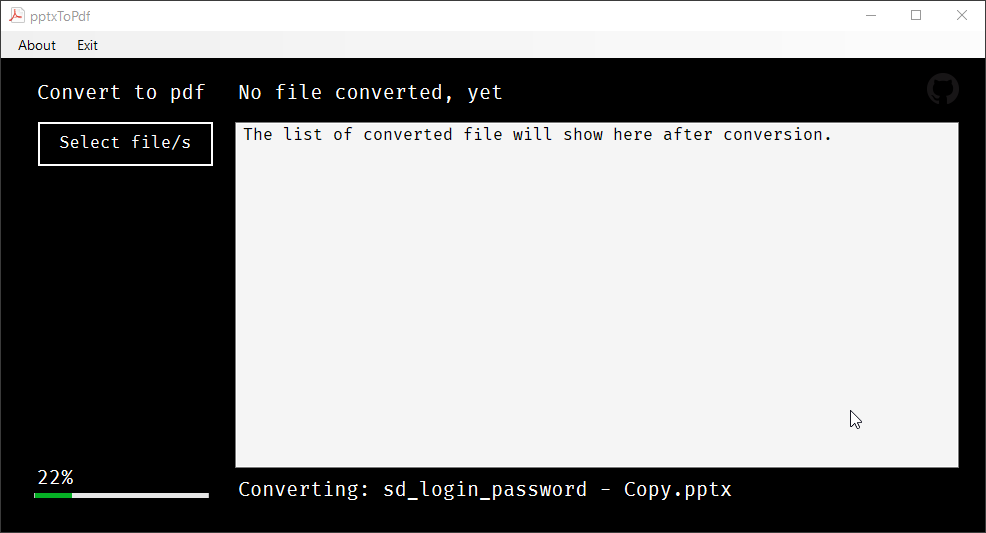 pptxToPdf
About Exit
Convert to pdf No file converted, yet
Select file/s
The list of converted file will show here after conversion.
22%
Converting: sd_login_password - Copy.pptx